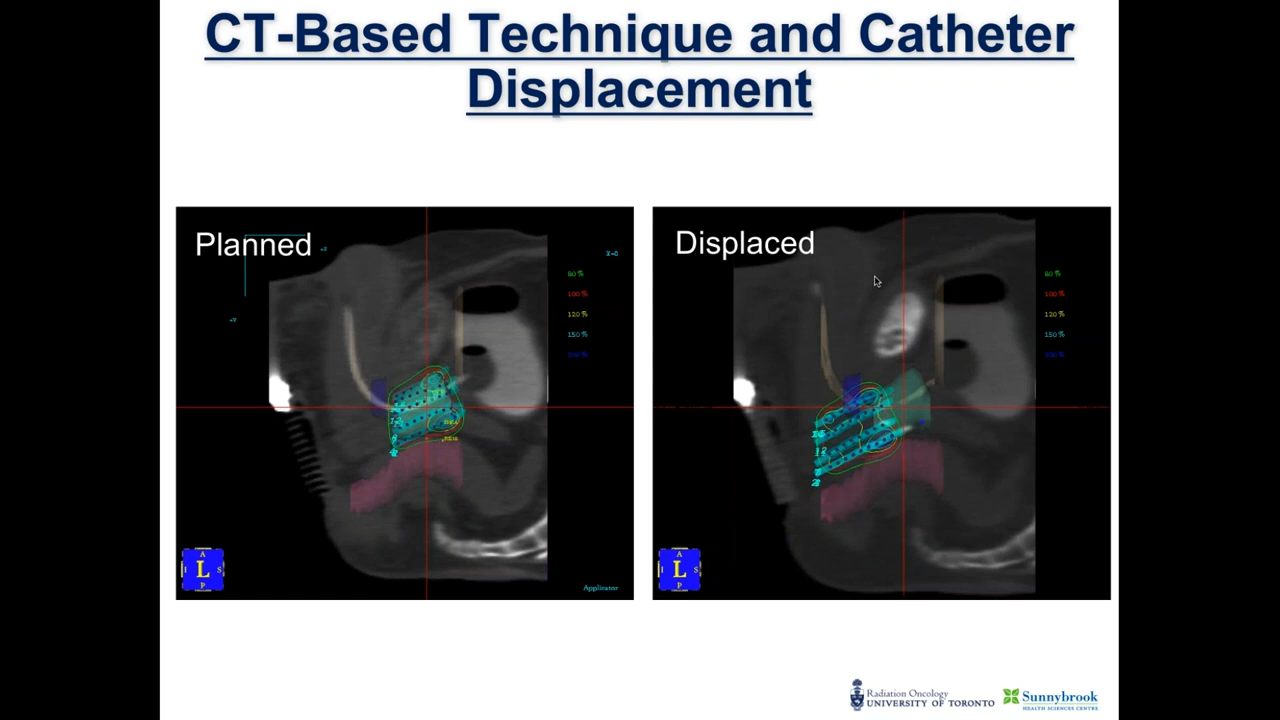 CT-Based Technique and Catheter
Displacement
Planned
80 %
100 %
120 %
150 %
A
L
S
P
Applicator
Displaced
80 %
100 %
120 %
150 %
A
L
S
P
Radiation Oncology
UNIVERSITY OF TORONTO
Sunnybrook
HEALTH SCIENCES CENTRE